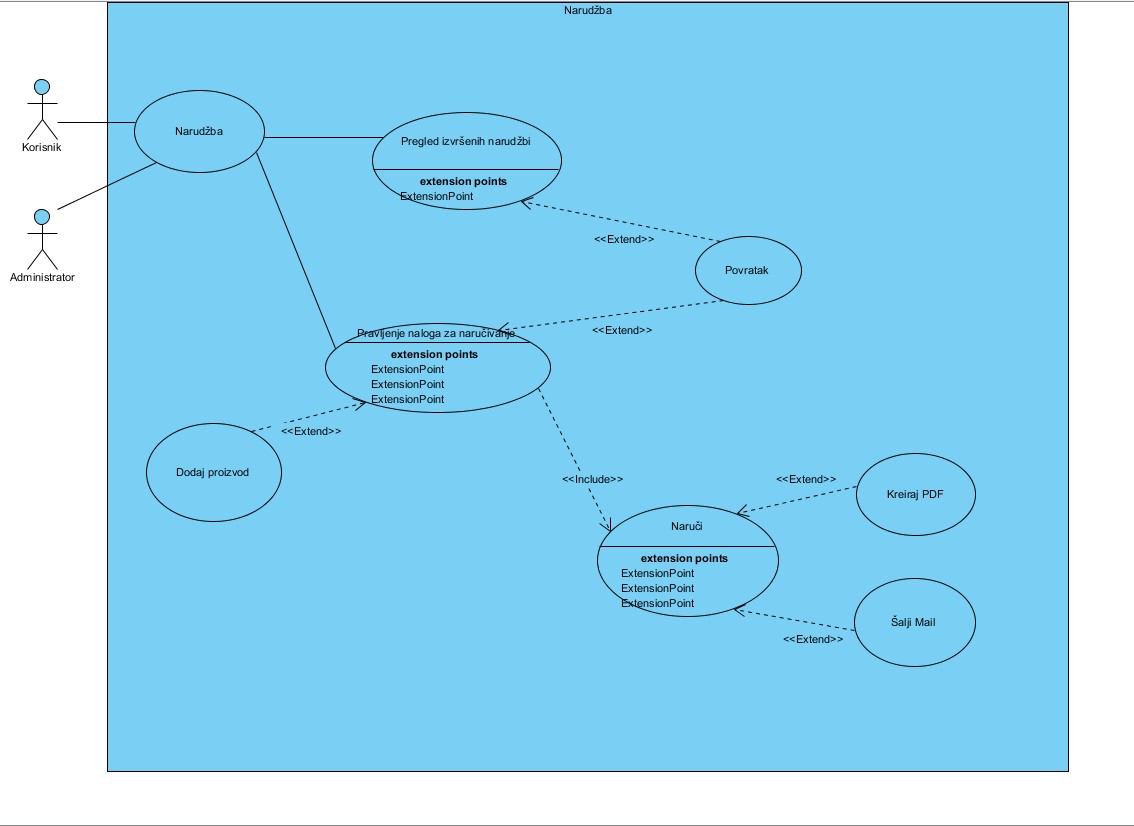 Narudžba
Korisnik
Administrator
Narudžba
Pregled izvršenih narudžbi
extension points
ExtensionPoint
<<Extend>>
Povratak
<<Extend>>
Pravljenje naloga za naručivanje
extension points
ExtensionPoint
ExtensionPoint
ExtensionPoint
<<Extend>>
Dodaj proizvod
<<Include>>
Naruči
extension points
ExtensionPoint
ExtensionPoint
ExtensionPoint
<<Extend>>
Kreiraj PDF
Šalji Mail
<<Extend>>